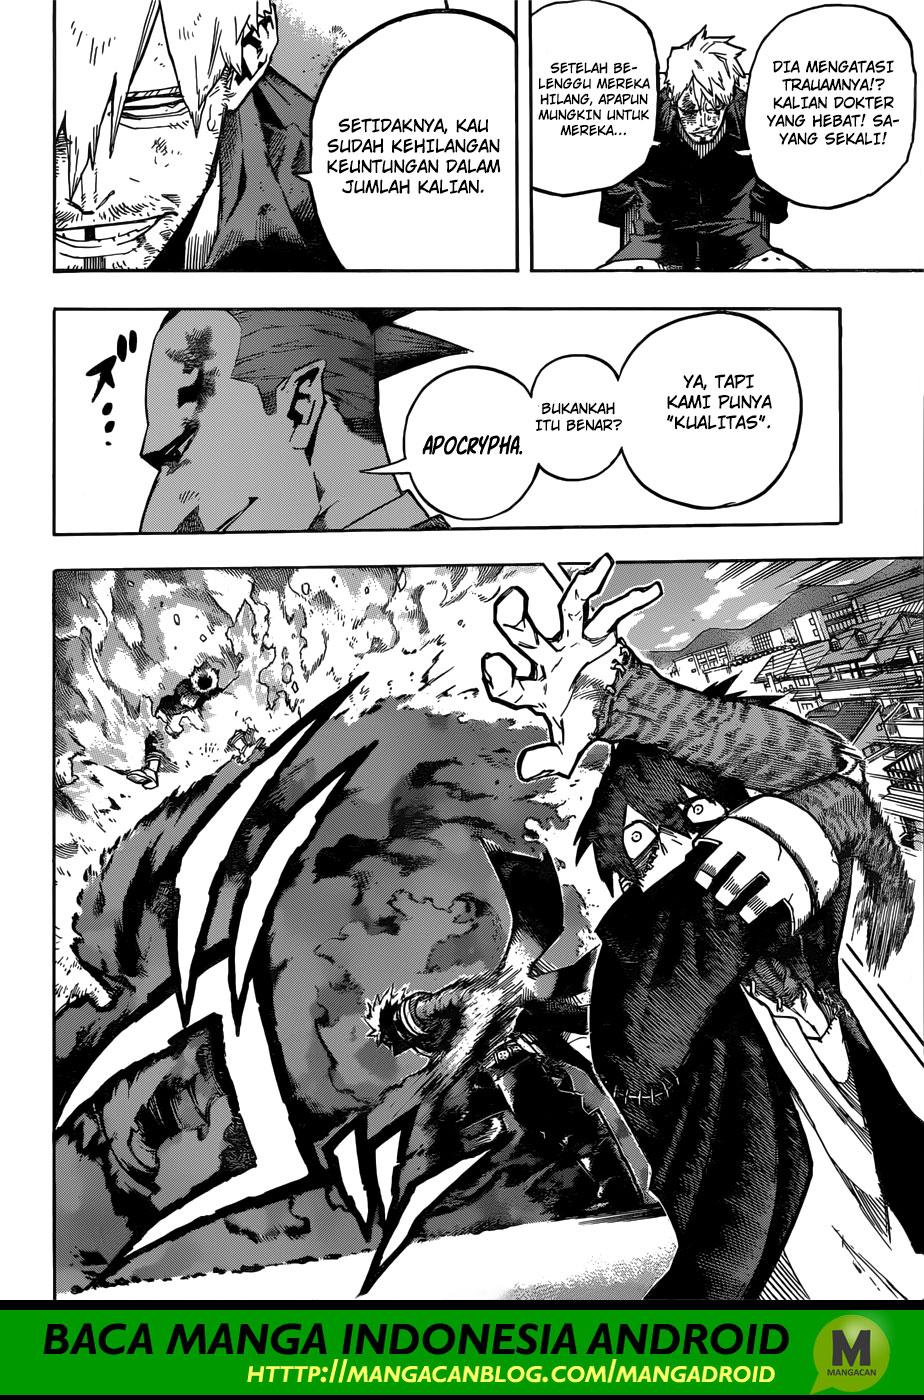 DIA MENGATASI
TRAUAMNYA!?
KALIAN DOKTER
YANG HEBAT! SA-
YANG SEKALI!
SETELAH BE-
LENGGU MEREKA
HILANG, APAPUN
MUNGKIN UNTUK
MEREKA...
SETIDAKNYA, KAU
SUDAH KEHILANGAN
KEUNTUNGAN DALAM
JUMLAH KALIAN.
YA, TAPI
KAMI PUNYA
"KUALITAS".
BUKANKAH
ITU BENAR?
APOCRYPHA.
ズズ...
BACA MANGA INDONESIA ANDROID
HTTTP://MANGACANBLOG.COM/MANGADROID
M
MANGACAN